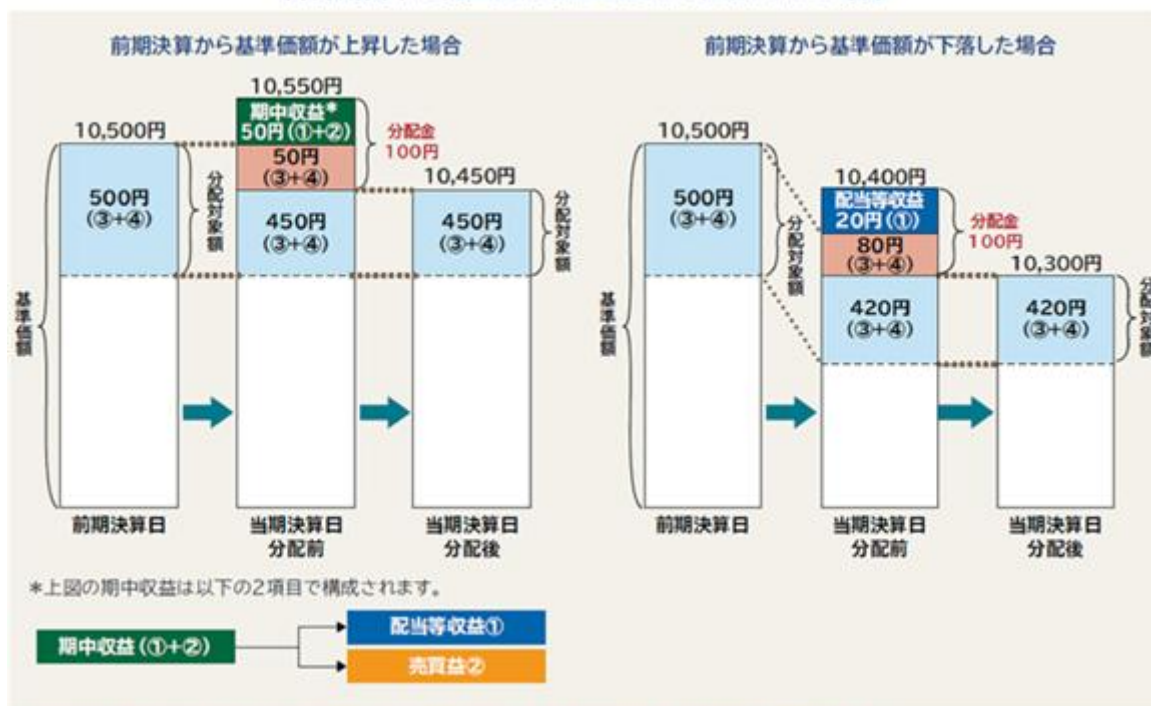 前期決算から基準価額が上昇した場合
10,500円
10,550円
期中収益*
50円(①+②)
50円
(③+④)
分配金
100円
10,450円
500円
(③+④)
分配対象額
450円
(③+④)
450円
(③+④)
分配対象額
基準価額
前期決算日
当期決算日
分配前
当期決算日
分配後
前期決算から基準価額が下落した場合
10,500円
10,400円
配当等収益
20円(①)
80円
(③+④)
分配金
100円
10,300円
500円
(③+④)
分配対象額
420円
(③+④)
420円
(③+④)
分配対象額
基準価額
前期決算日
当期決算日
分配前
当期決算日
分配後
*上図の期中収益は以下の2項目で構成されます。
期中収益(①+②)
配当等収益①
売買益②